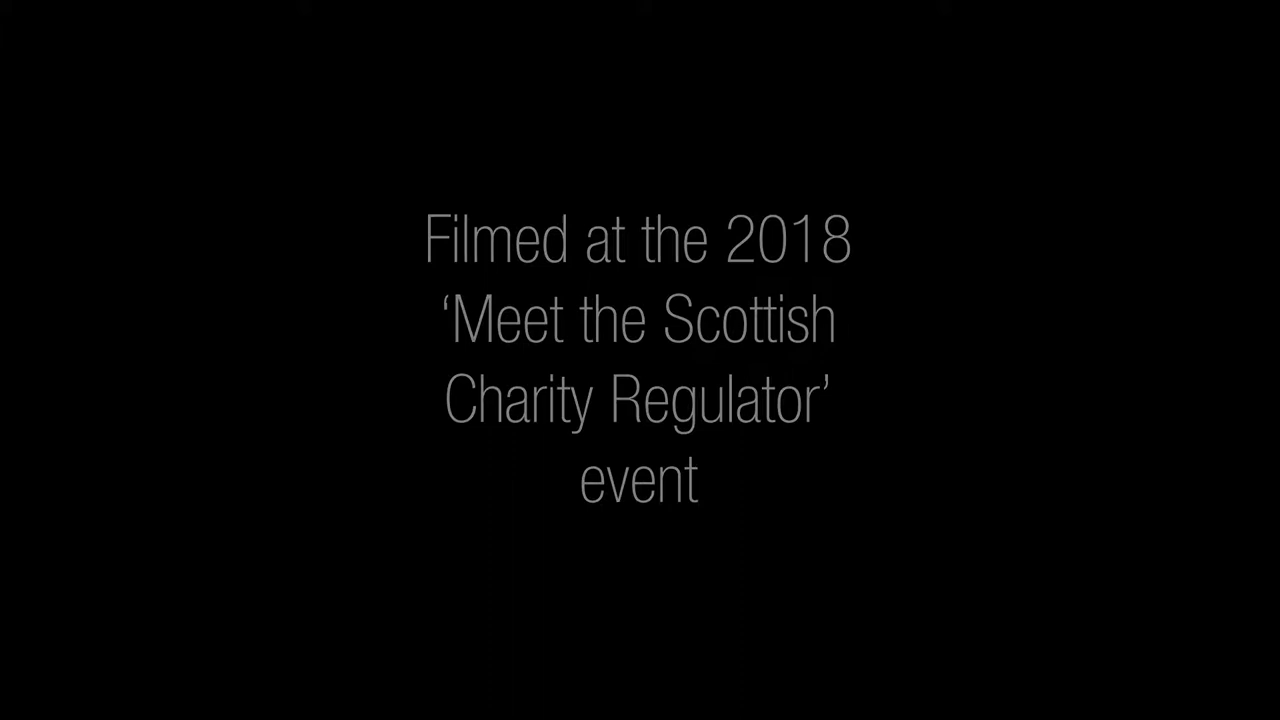 Filmed at the 2018
‘Meet the Scottish
Charity Regulator’
event